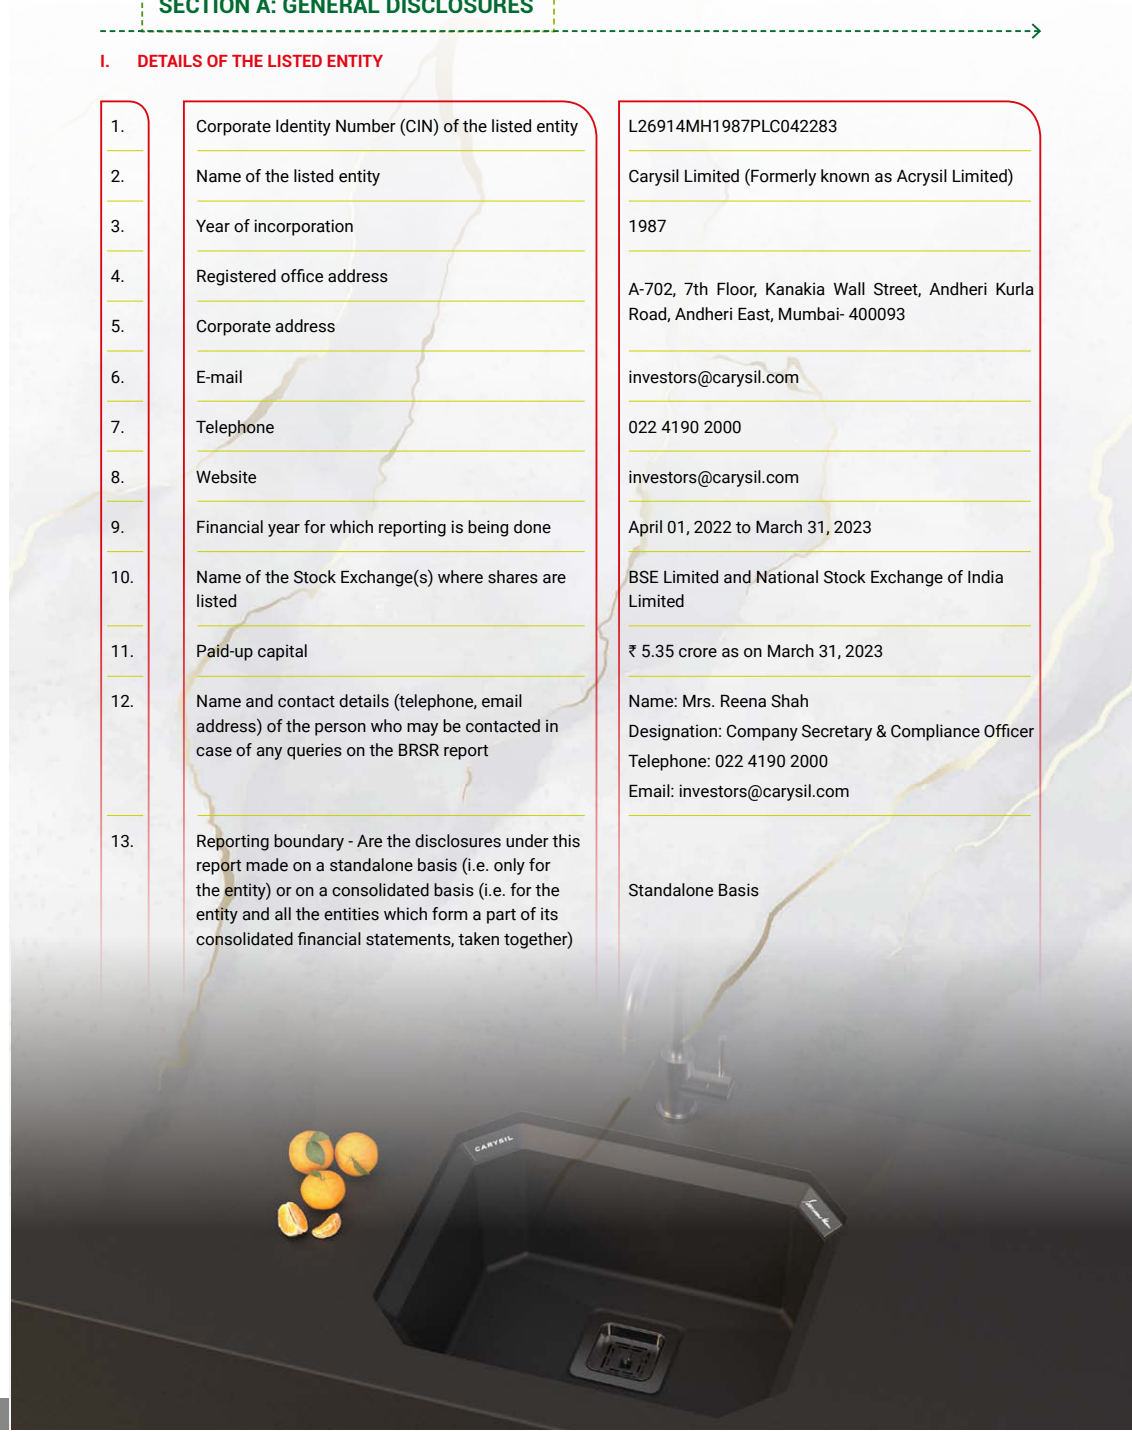 SECTION A: GENERAL DISCLOSURES
I. DETAILS OF THE LISTED ENTITY
1. Corporate Identity Number (CIN) of the listed entity L26914MH1987PLC042283
2. Name of the listed entity Carysil Limited (Formerly known as Acrysil Limited)
3. Year of incorporation 1987
4. Registered office address
A-702, 7th Floor, Kanakia Wall Street, Andheri Kurla
Road, Andheri East, Mumbai- 400093
5. Corporate address
6. E-mail investors@carysil.com
7. Telephone 022 4190 2000
8. Website investors@carysil.com
9. Financial year for which reporting is being done April 01, 2022 to March 31, 2023
10. Name of the Stock Exchange(s) where shares are BSE Limited and National Stock Exchange of India
listed Limited
11. Paid-up capital ₹ 5.35 crore as on March 31, 2023
12. Name and contact details (telephone, email Name: Mrs. Reena Shah
address) of the person who may be contacted in Designation: Company Secretary & Compliance Officer
case of any queries on the BRSR report Telephone: 022 4190 2000
Email: investors@carysil.com
13. Reporting boundary - Are the disclosures under this
report made on a standalone basis (i.e. only for
the entity) or on a consolidated basis (i.e. for the Standalone Basis
entity and all the entities which form a part of its
consolidated financial statements, taken together)
CARYSIL